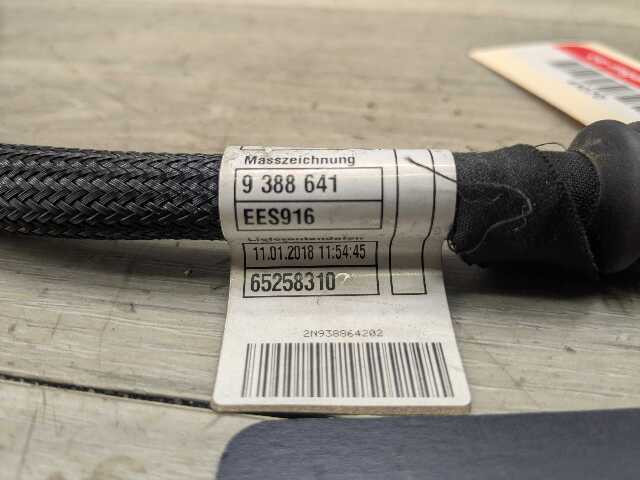 Masszeichnung
9 388 641
EES916
11.01.2018 11:54:45
65258310
2N938864202